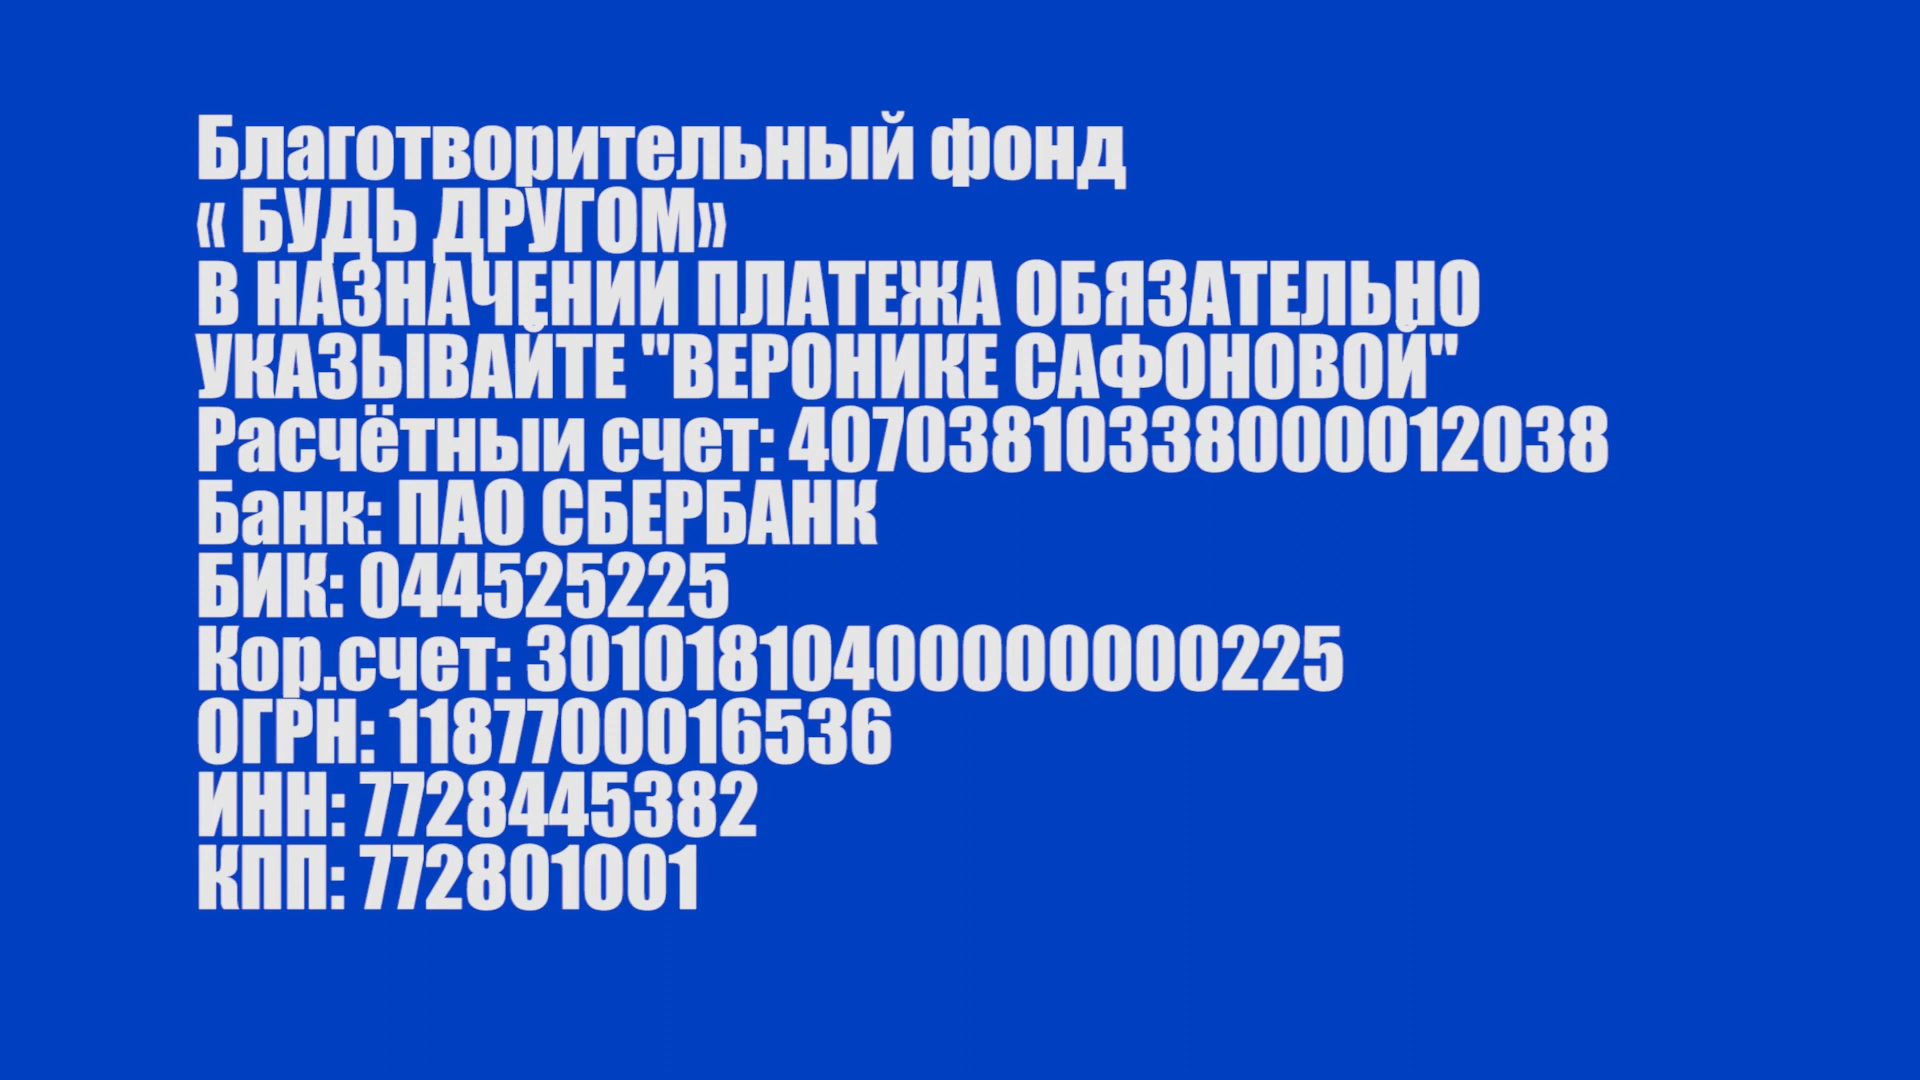 Благотворительный фонд
« БУДЬ ДРУГОМ»
В НАЗНАЧЕНИИ ПЛАТЕЖА ОБЯЗАТЕЛЬНО
УКАЗЫВАЙТЕ "ВЕРОНИКЕ САФОНОВОЙ"
Расчётныи счет: 40703810338000012038
Банк: ПАО СБЕРБАНК
БИК: 044525225
Кор.счет: 30101810400000000225
ОГРН: 1187700016536
ИНН: 7728445382
КПП: 772801001